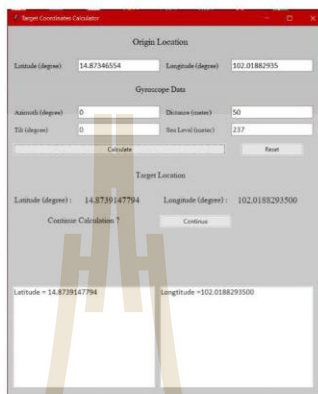 Target Coordinates Calculator
Origin Location
Latitude (degree) 14.87346554 Longitude (degree) 102.01882935
Gyroscope Data
Azimuth (degree) 0 Distance (meter) 50
Tilt (degree) 0 Sea Level (meter) 237
Calculate Reset
Target Location
Latitude (degree) : 14.8739147794 Longitude (degree) : 102.0188293500
Continue Calculation ? Continue
Latitude = 14.8739147794 Longtitude =102.0188293500